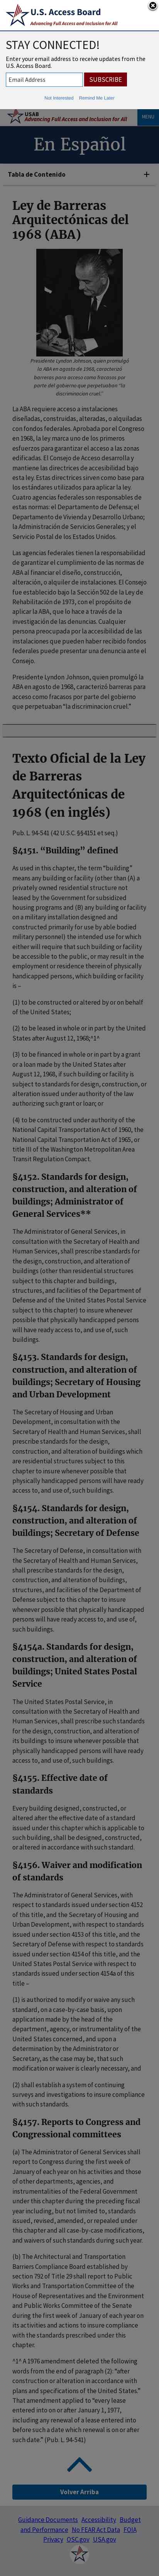 U.S. Access Board
Advancing Full Access and Inclusion for All
STAY CONNECTED!
Enter your email address to receive updates from the
U.S. Access Board.
Email Address
SUBSCRIBE
Not Interested Remind Me Later
USAB
Advancing Full Access and Inclusion for All
MENU
En Español
Tabla de Contenido
Ley de Barreras
Arquitectónicas del
1968 (ABA)
Presidente Lyndon Johnson, quien promulgó
la ABA en agosto de 1968, caracterizó
Barreras para acceso como basadas por
parte del gobierno que perpetuaban "la
discriminación cruel."
La ABA requiere acceso a instalaciones
diseñadas, construidas, alteradas, o alquiladas
con fondos federales. Aprobada por el Congreso
en 1968, la ley marca uno de los primeros
esfuerzos para garantizar el acceso a
entornados construidos. El Consejo desarrolla y
mantiene pautas de accesibilidad bajo de
esta ley. Estas directrices sirven como base para
los estándares utilizados para aplicar la ley.
Cuatro agencias federales son responsables por
estos estándares: el Departamento de Defensa,
el Departamento de Vivienda y Desarrollo Urbano;
la Administración de Servicios Generales, y el
Servicio Postal de los Estados Unidos.
Las agencias federales tienen la responsabilidad
de garantizar el cumplimiento de las normas de
ABA al financiar el diseño, construcción,
alteración, o alquiler de instalaciones. El Consejo
fue establecido bajo la Sección 502 de la Ley de
Rehabilitación de 1973, con el propósito de
aplicar la ABA, que lo hace a través de la
investigación de las denuncias. Cualquier
persona preocupada por la accesibilidad de las
instalaciones que han recibido fondos federales,
puede fácilmente presentar una queja ante el
Consejo.
Presidente Lyndon Johnson, quien promulgó la
ABA en agosto de 1968, caracterizó barreras para
acceso como fracasos por parte del gobierno
que perpetuaban "la discriminación cruel."
Texto Oficial de la Ley
de Barreras
Arquitectónicas de
1968 (en inglés)
Pub. L. 94-541 (42 U.S.C. §§4151 et seq.)
§4151. "Building" defined
As used in this chapter, the term "building"
means any building or facility (other than (A) a
privately owned residential structure not
leased by the Government for subsidized
housing programs or (B) any building or facility
on a military installation designed and
constructed primarily for use by able bodied
military personnel) the intended use for which
either will require that such building or facility
be accessible to the public, or may result in the
employment or residence therein of physically
handicapped persons, which building or facility
is –
(1) to be constructed or altered by or on behalf
of the United States;
(2) to be leased in whole or in part by the United
States after August 12, 1968;^1^
(3) to be financed in whole or in part by a grant
or a loan made by the United States after
August 12, 1968, if such building or facility is
subject to standards for design, construction, or
alteration issued under authority of the law
authorizing such grant or loan; or
(4) to be constructed under authority of the
National Capital Transportation Act of 1960, the
National Capital Transportation Act of 1965, or
title III of the Washington Metropolitan Area
Transit Regulation Compact.
§4152. Standards for design,
construction, and alteration of
buildings; Administrator of
General Services**
The Administrator of General Services, in
consultation with the Secretary of Health and
Human Services, shall prescribe standards for
the design, construction, and alteration of
buildings (other than residential structures
subject to this chapter and buildings,
structures, and facilities of the Department of
Defense and of the United States Postal Service
subject to this chapter) to insure whenever
possible that physically handicapped persons
will have ready access to, and use of, such
buildings.
§4153. Standards for design,
construction, and alteration of
buildings; Secretary of Housing
and Urban Development
The Secretary of Housing and Urban
Development, in consultation with the
Secretary of Health and Human Services, shall
prescribe standards for the design,
construction, and alteration of buildings which
are residential structures subject to this
chapter to insure whenever possible that
physically handicapped persons will have ready
access to, and use of, such buildings.
§4154. Standards for design,
construction, and alteration of
buildings; Secretary of Defense
The Secretary of Defense, in consultation with
the Secretary of Health and Human Services,
shall prescribe standards for the design,
construction, and alteration of buildings,
structures, and facilities of the Department of
Defense subject to this chapter to insure
whenever possible that physically handicapped
persons will have ready access to, and use of,
such buildings.
§4154a. Standards for design,
construction, and alteration of
buildings; United States Postal
Service
The United States Postal Service, in
consultation with the Secretary of Health and
Human Services, shall prescribe such standards
for the design, construction, and alteration of
its buildings to insure whenever possible that
physically handicapped persons will have ready
access to, and use of, such buildings.
§4155. Effective date of
standards
Every building designed, constructed, or
altered after the effective date of a standard
issued under this chapter which is applicable to
such building, shall be designed, constructed,
or altered in accordance with such standard.
§4156. Waiver and modification
of standards
The Administrator of General Services, with
respect to standards issued under section 4152
of this title, and the Secretary of Housing and
Urban Development, with respect to standards
issued under section 4153 of this title, and the
Secretary of Defense with respect to standards
issued under section 4154 of this title, and the
United States Postal Service with respect to
standards issued under section 4154a of this
title –
(1) is authorized to modify or waive any such
standard, on a case-by-case basis, upon
application made by the head of the
department, agency, or instrumentality of the
United States concerned, and upon a
determination by the Administrator or
Secretary, as the case may be, that such
modification or waiver is clearly necessary, and
(2) shall establish a system of continuing
surveys and investigations to insure compliance
with such standards.
§4157. Reports to Congress and
Congressional committees
(a) The Administrator of General Services shall
report to Congress during the first week of
January of each year on his activities and those
of other departments, agencies, and
instrumentalities of the Federal Government
under this chapter during the preceding fiscal
year including, but not limited to, standards
issued, revised, amended, or repealed under
this chapter and all case-by-case modifications,
and waivers of such standards during such year.
(b) The Architectural and Transportation
Barriers Compliance Board established by
section 792 of Title 29 shall report to the
Public Works and Transportation Committee of the
House of Representatives and the Environment
and Public Works Committee of the Senate
during the first week of January of each year on
its activities and actions to insure compliance
with the standards prescribed under this
chapter.
^1^ A 1976 amendment deleted the following
words from the end of paragraph (2): "after
construction or alteration in accordance with
plans and specifications of the United States."
That amendment applied to "every lease
entered into on or after January 1, 1977,
including any renewal of a lease entered into
before such date which renewal is on or after
such date." (Pub. L. 94-541)
Volver Arriba
Guidance Documents Accessibility Budget
and Performance No FEAR Act Data FOIA
Privacy OSC.gov USA.gov